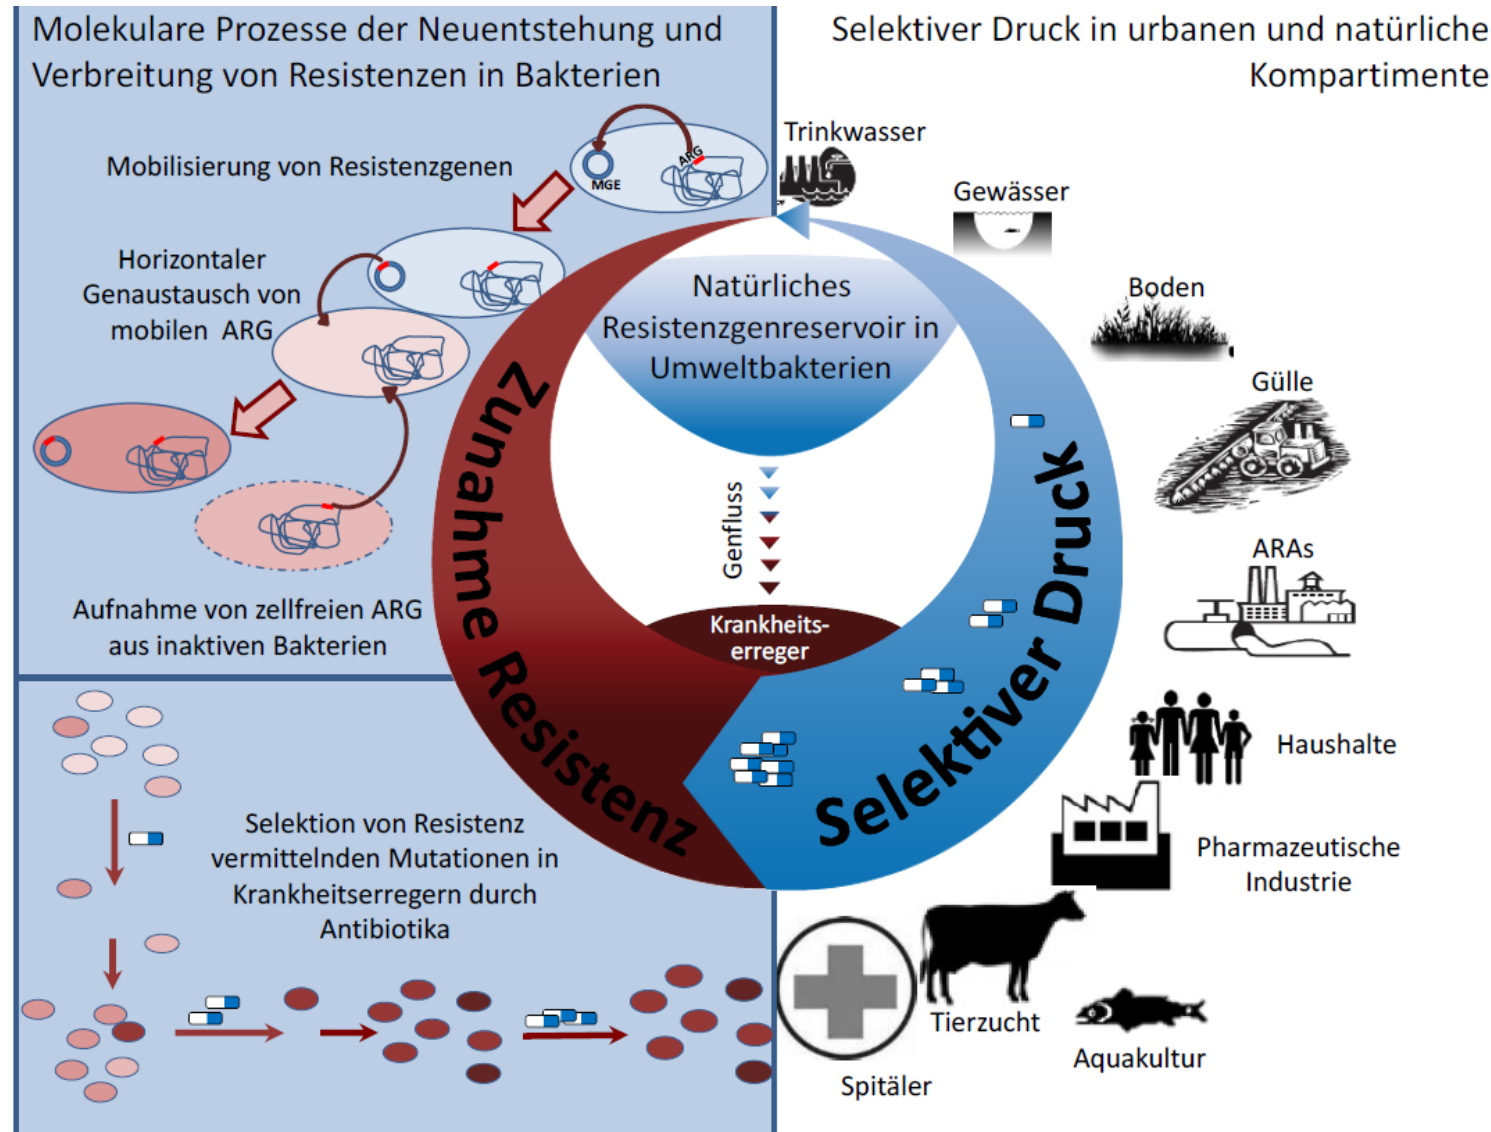 Molekulare Prozesse der Neuentstehung und
Verbreitung von Resistenzen in Bakterien
Selektiver Druck in urbanen und natürliche
Kompartimente
Mobilisierung von Resistenzgenen
ARG
MGE
Horizontaler
Genaustausch von
mobilen ARG
Aufnahme von zellfreien ARG
aus inaktiven Bakterien
Selektion von Resistenz
vermittelnden Mutationen in
Krankheitserregern durch
Antibiotika
Zunahme Resistenz
Natürliches
Resistenzgenreservoir in
Umweltbakterien
Genfluss
Krankheits-
erreger
Selektiver Druck
Trinkwasser
Gewässer
Boden
Gülle
ARAs
Haushalte
Pharmazeutische
Industrie
Tierzucht
Aquakultur
Spitäler